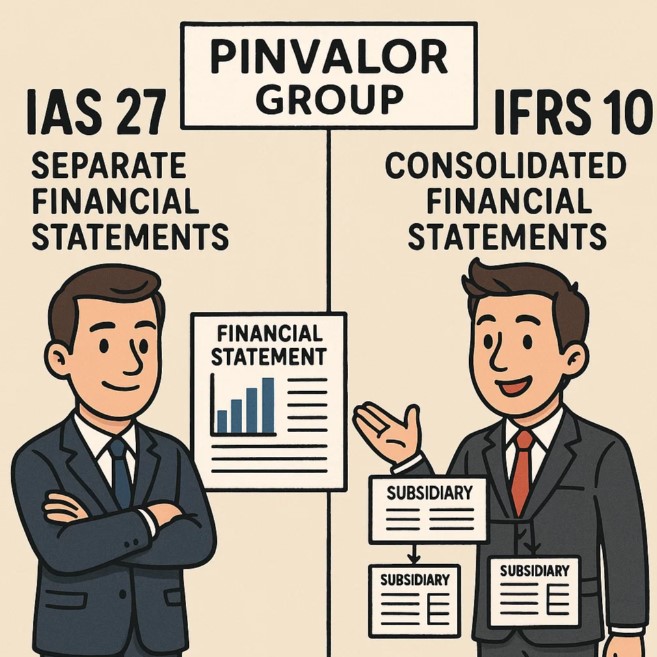 PINVALOR
GROUP
IAS 27
SEPARATE
FINANCIAL
STATEMENTS
IFRS 10
CONSOLIDATED
FINANCIAL
STATEMENTS
FINANCIAL
STATEMENT
SUBSIDIARY
SUBSIDIARY
SUBSIDIARY